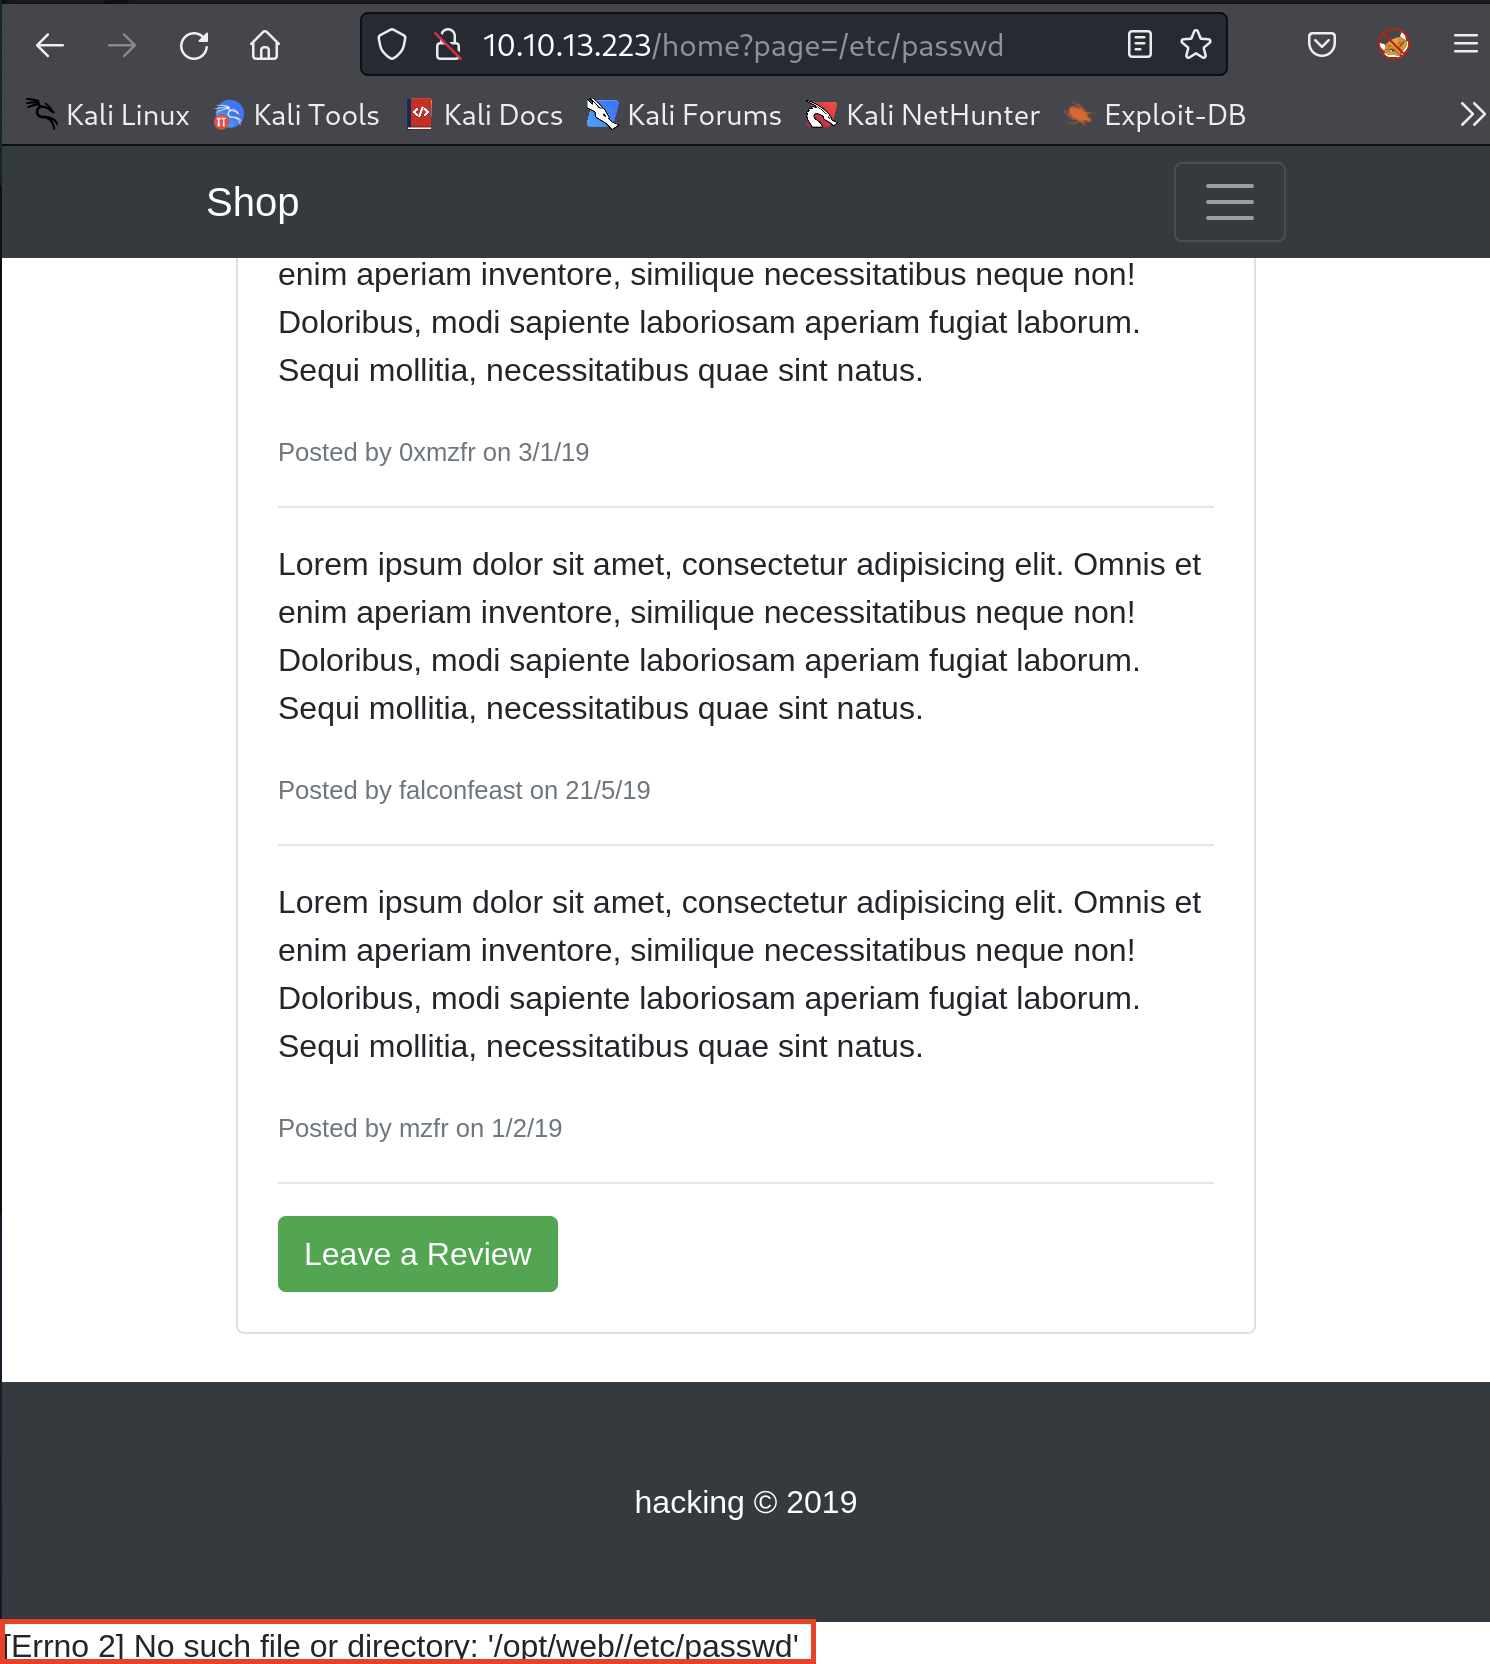 10.10.13.223/home?page=/etc/passwd
Kali Linux Kali Tools Kali Docs Kali Forums Kali NetHunter Exploit-DB
Shop
enim aperiam inventore, similique necessitatibus neque non!
Doloribus, modi sapiente laboriosam aperiam fugiat laborum.
Sequi mollitia, necessitatibus quae sint natus.
Posted by 0xmzfr on 3/1/19
Lorem ipsum dolor sit amet, consectetur adipisicing elit. Omnis et
enim aperiam inventore, similique necessitatibus neque non!
Doloribus, modi sapiente laboriosam aperiam fugiat laborum.
Sequi mollitia, necessitatibus quae sint natus.
Posted by falconfeast on 21/5/19
Lorem ipsum dolor sit amet, consectetur adipisicing elit. Omnis et
enim aperiam inventore, similique necessitatibus neque non!
Doloribus, modi sapiente laboriosam aperiam fugiat laborum.
Sequi mollitia, necessitatibus quae sint natus.
Posted by mzfr on 1/2/19
Leave a Review
hacking © 2019
[Errno 2] No such file or directory: '/opt/web//etc/passwd'